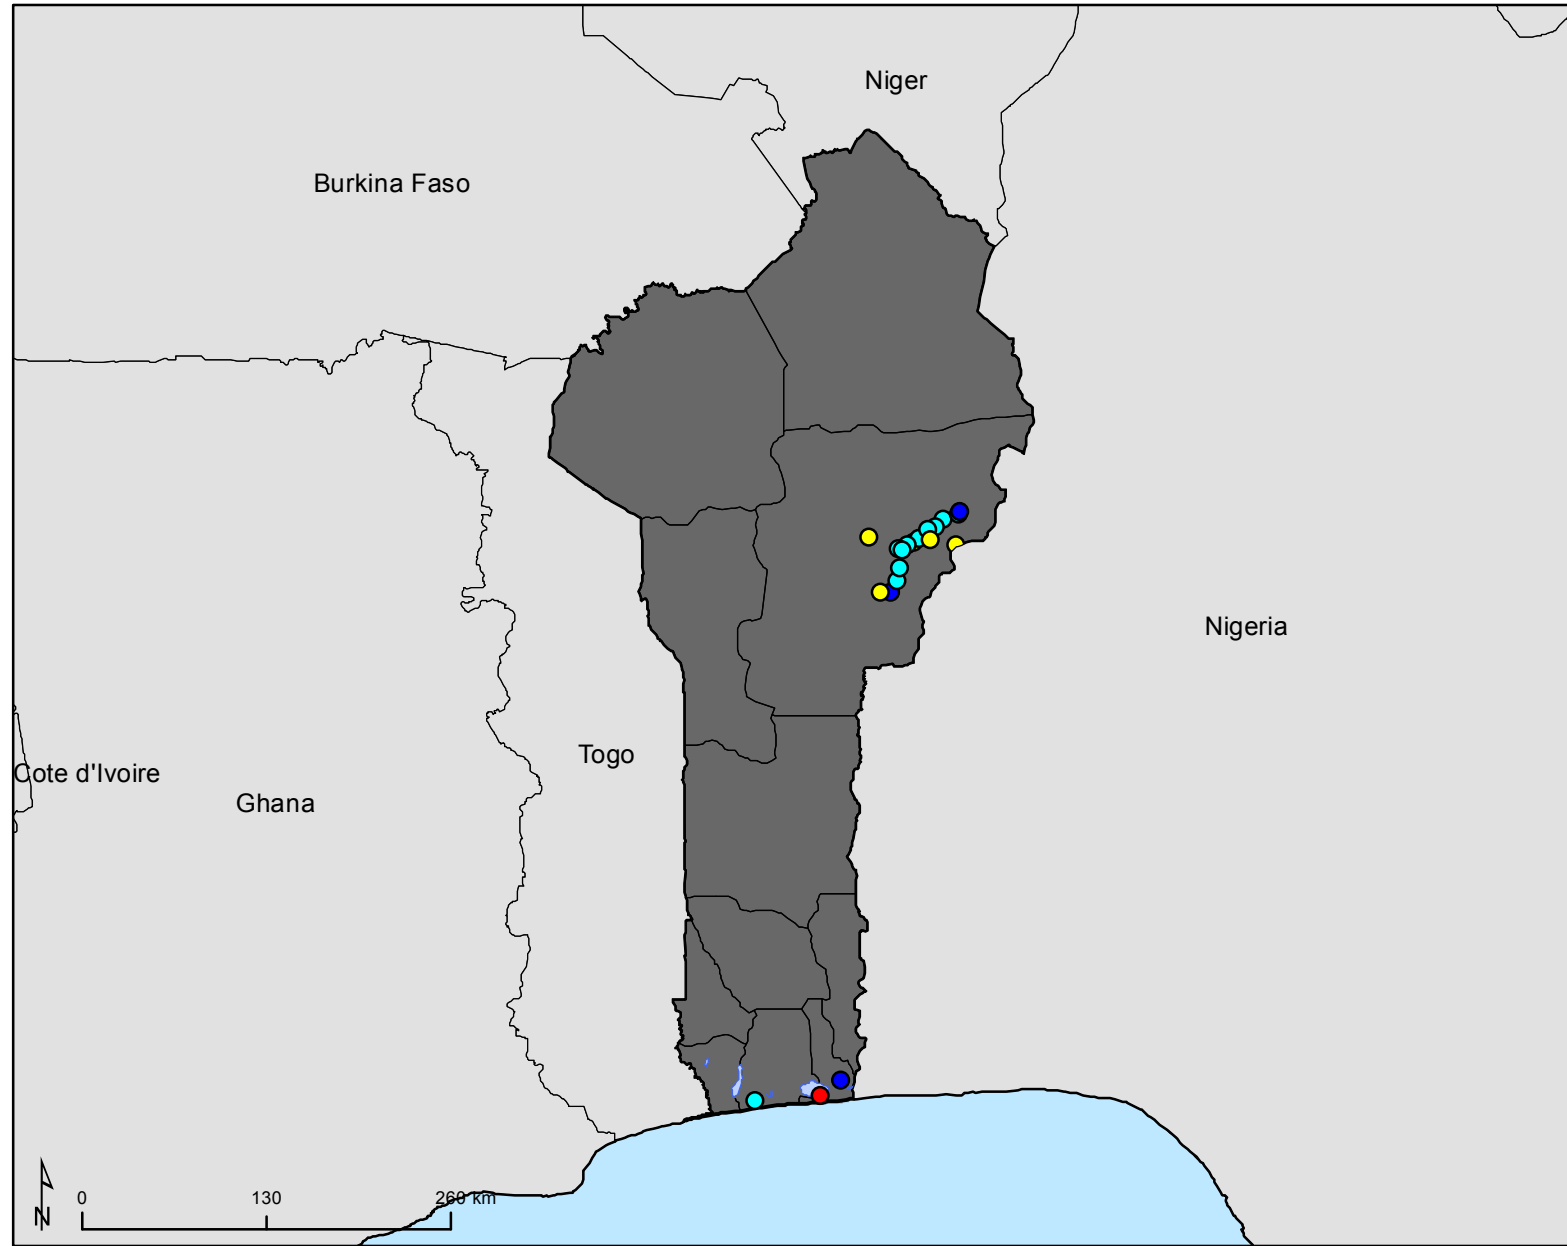 Niger
Burkina Faso
Nigeria
Togo
Cote d'Ivoire
Ghana
N
0 130 260 km